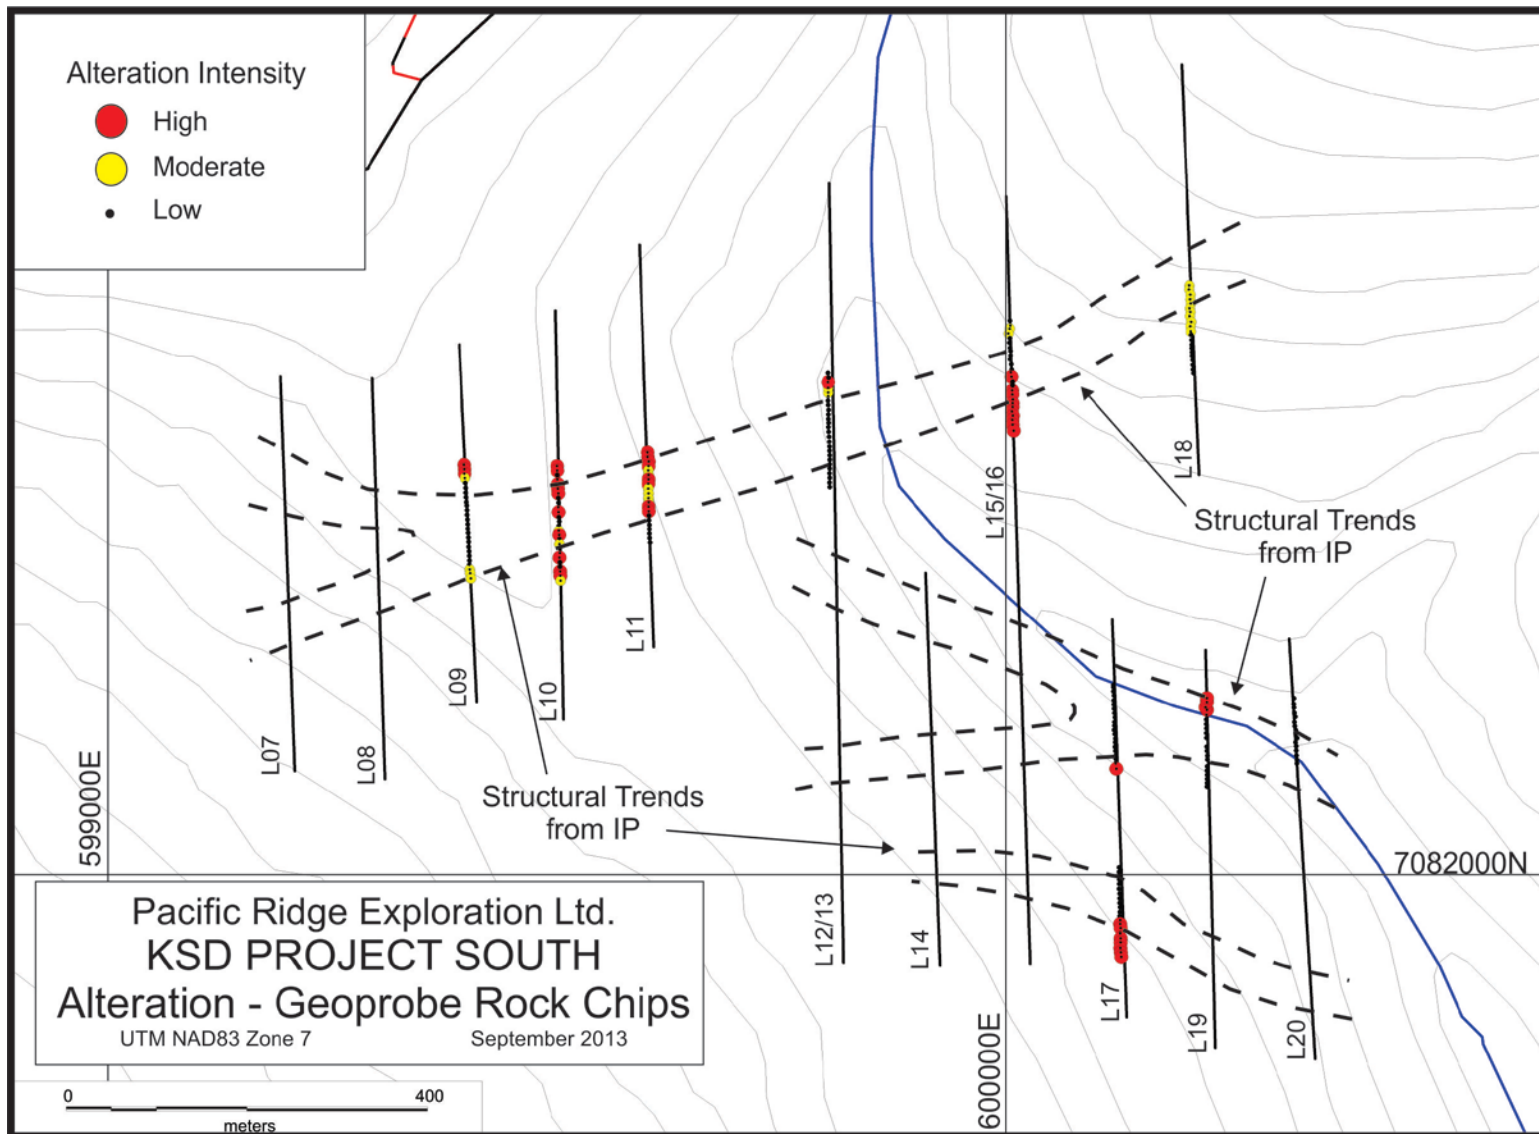 Alteration Intensity
High
Moderate
Low
L18
L15/16
Structural Trends
from IP
L11
L09
L10
L07
L08
599000E
Structural Trends
from IP
7082000N
Pacific Ridge Exploration Ltd.
KSD PROJECT SOUTH
Alteration - Geoprobe Rock Chips
UTM NAD83 Zone 7 September 2013
L12/13
L14
L17
L19
L20
600000E
0 400
meters